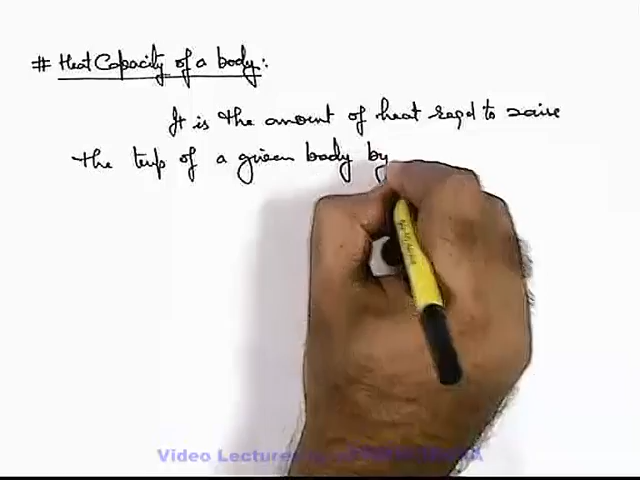 # Heat Capacity of a body:
It is the amount of heat reqd to raise
the temp of a given body by
Video Lectures